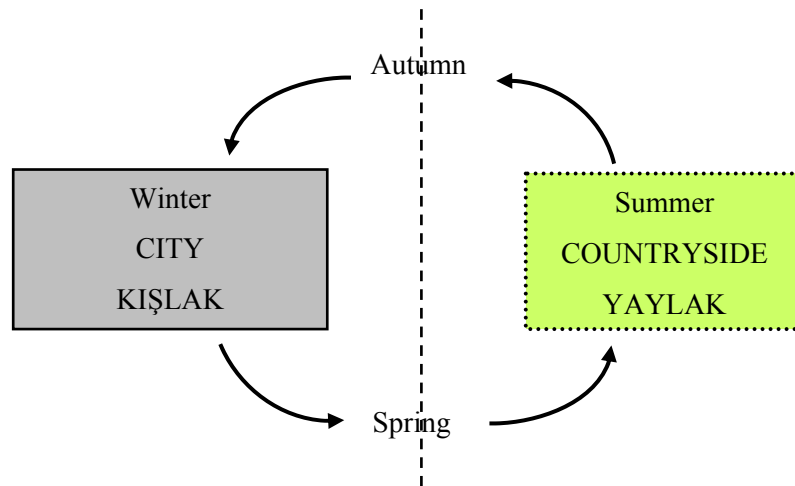 Autumn
Winter
CITY
KIŞLAK
Summer
COUNTRYSIDE
YAYLAK
Spring